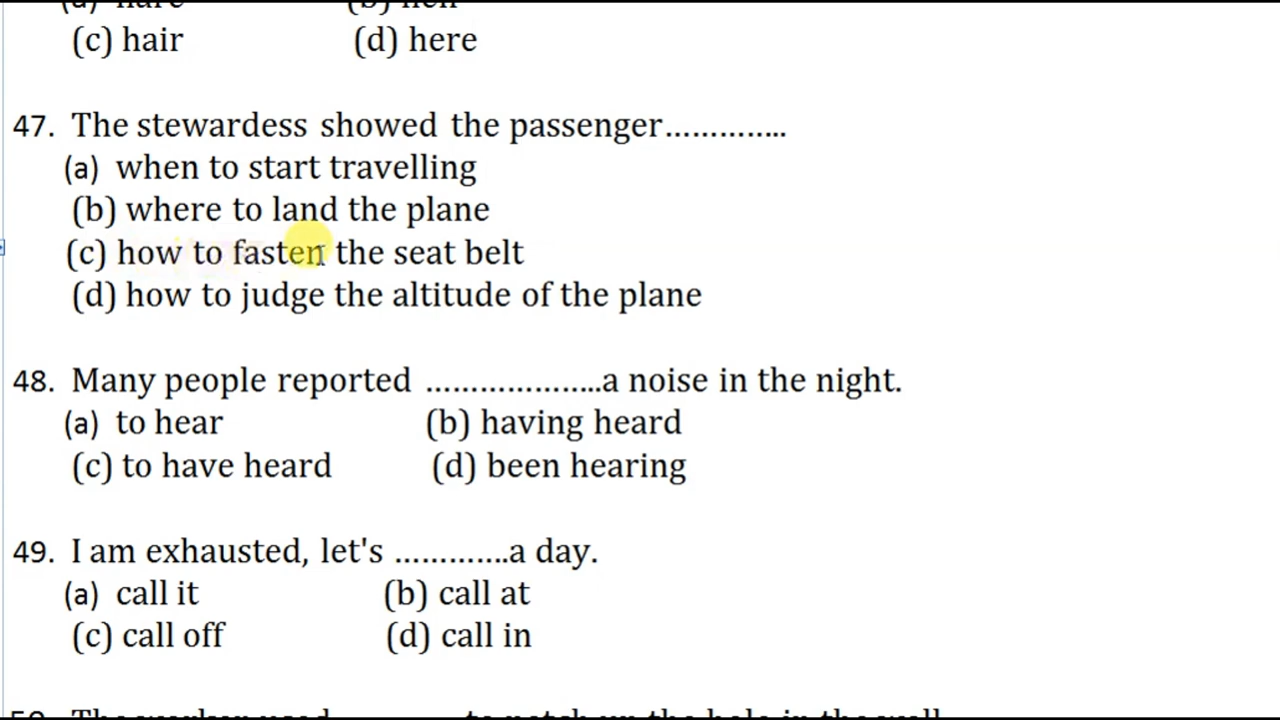 (c) hair (d) here
47. The stewardess showed the passenger…………..
(a) when to start travelling
(b) where to land the plane
(c) how to fasten the seat belt
(d) how to judge the altitude of the plane
48. Many people reported ………………..a noise in the night.
(a) to hear (b) having heard
(c) to have heard (d) been hearing
49. I am exhausted, let's ………….a day.
(a) call it (b) call at
(c) call off (d) call in